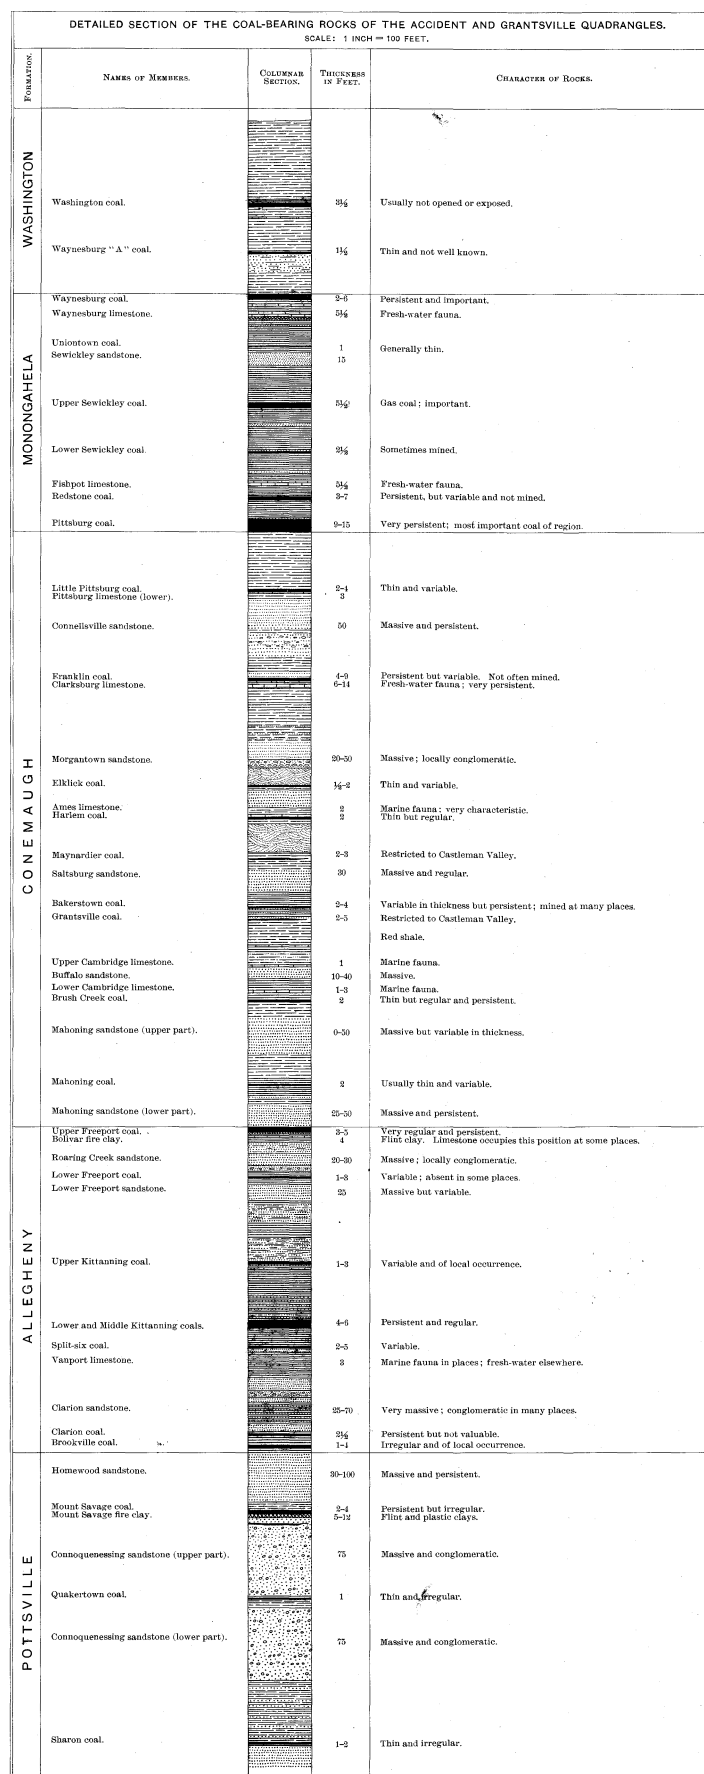 DETAILED SECTION OF THE COAL-BEARING ROCKS OF THE ACCIDENT AND GRANTSVILLE QUADRANGLES.
SCALE: 1 INCH = 100 FEET.
FORMATION. NAMES OF MEMBERS. COLUMNAR SECTION. THICKNESS IN FEET. CHARACTER OF ROCKS.
WASHINGTON
Washington coal. 3½ Usually not opened or exposed.
Waynesburg "A" coal. 1½ Thin and not well known.
MONONGAHELA
Waynesburg coal. 2–6 Persistent and important.
Waynesburg limestone. 5½ Fresh-water fauna.
Uniontown coal. 1 Generally thin.
Sewickley sandstone. 15
Upper Sewickley coal. 5½ Gas coal; important.
Lower Sewickley coal. 2½ Sometimes mined.
Fishpot limestone. 5½ Fresh-water fauna.
Redstone coal. 3–7 Persistent, but variable and not mined.
Pittsburg coal. 9–15 Very persistent; most important coal of region.
CONEMAUGH
Little Pittsburg coal. 2–4 Thin and variable.
Pittsburg limestone (lower). 3
Connellsville sandstone. 50 Massive and persistent.
Franklin coal. 4–9 Persistent but variable. Not often mined.
Clarksburg limestone. 6–14 Fresh-water fauna; very persistent.
Morgantown sandstone. 20–50 Massive; locally conglomeratic.
Elklick coal. ½–2 Thin and variable.
Ames limestone. 2 Marine fauna; very characteristic.
Harlem coal. 2 Thin but regular.
Maynardier coal. 2–3 Restricted to Castleman Valley.
Saltsburg sandstone. 30 Massive and regular.
Bakerstown coal. 2–4 Variable in thickness but persistent; mined at many places.
Grantsville coal. 2–5 Restricted to Castleman Valley.
Red shale.
Upper Cambridge limestone. 1 Marine fauna.
Buffalo sandstone. 10–40 Massive.
Lower Cambridge limestone. 1–3 Marine fauna.
Brush Creek coal. 2 Thin but regular and persistent.
Mahoning sandstone (upper part). 0–50 Massive but variable in thickness.
Mahoning coal. 2 Usually thin and variable.
Mahoning sandstone (lower part). 25–50 Massive and persistent.
ALLEGHENY
Upper Freeport coal. 3–5 Very regular and persistent.
Bolivar fire clay. 4 Flint clay. Limestone occupies this position at some places.
Roaring Creek sandstone. 20–30 Massive; locally conglomeratic.
Lower Freeport coal. 1–3 Variable; absent in some places.
Lower Freeport sandstone. 25 Massive but variable.
Upper Kittanning coal. 1–3 Variable and of local occurrence.
Lower and Middle Kittanning coals. 4–6 Persistent and regular.
Split-six coal. 2–5 Variable.
Vanport limestone. 3 Marine fauna in places; fresh-water elsewhere.
Clarion sandstone. 25–70 Very massive; conglomeratic in many places.
Clarion coal. 2½ Persistent but not valuable.
Brookville coal. 1–4 Irregular and of local occurrence.
POTTSVILLE
Homewood sandstone. 30–100 Massive and persistent.
Mount Savage coal. 2–4 Persistent but irregular.
Mount Savage fire clay. 5–12 Flint and plastic clays.
Connoquenessing sandstone (upper part). 75 Massive and conglomeratic.
Quakertown coal. 1 Thin and irregular.
Connoquenessing sandstone (lower part). 75 Massive and conglomeratic.
Sharon coal. 1–2 Thin and irregular.